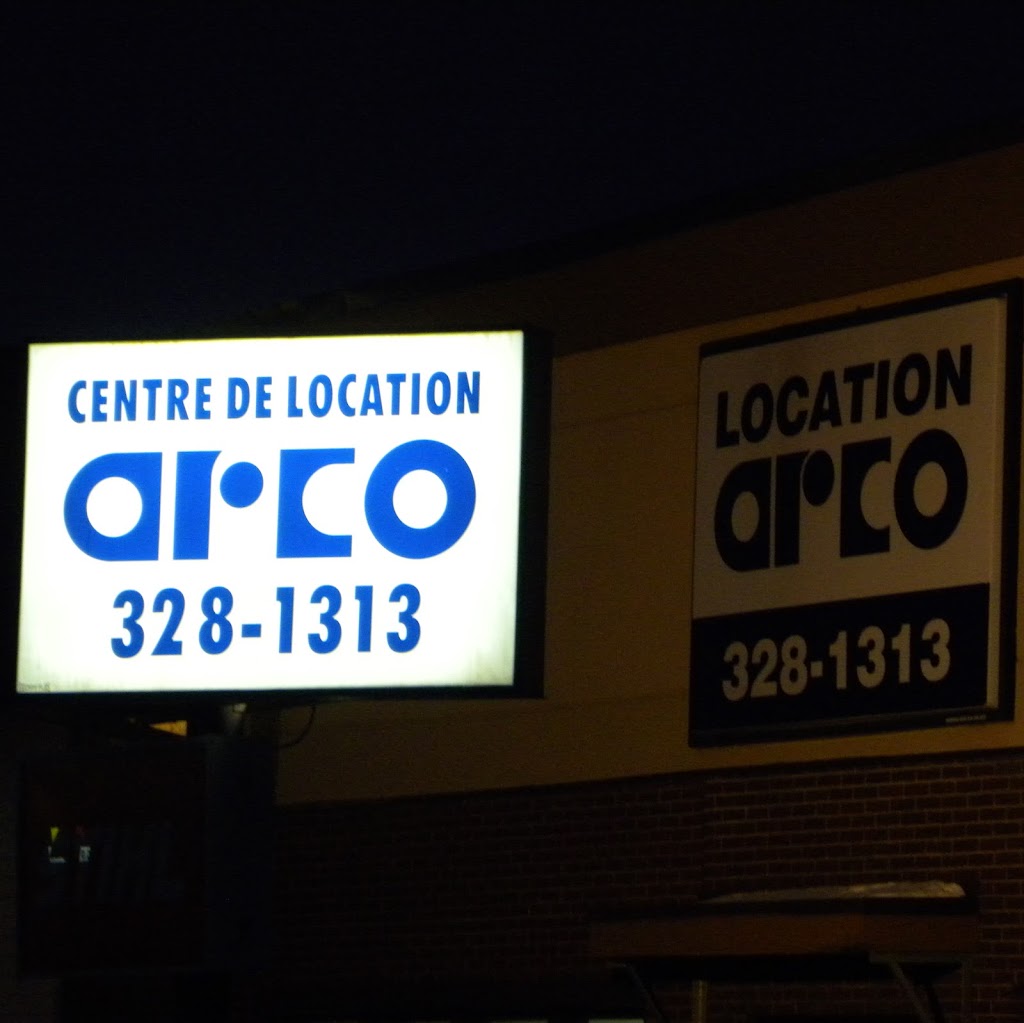 CENTRE DE LOCATION
arco
328-1313
LOCATION
arco
328-1313